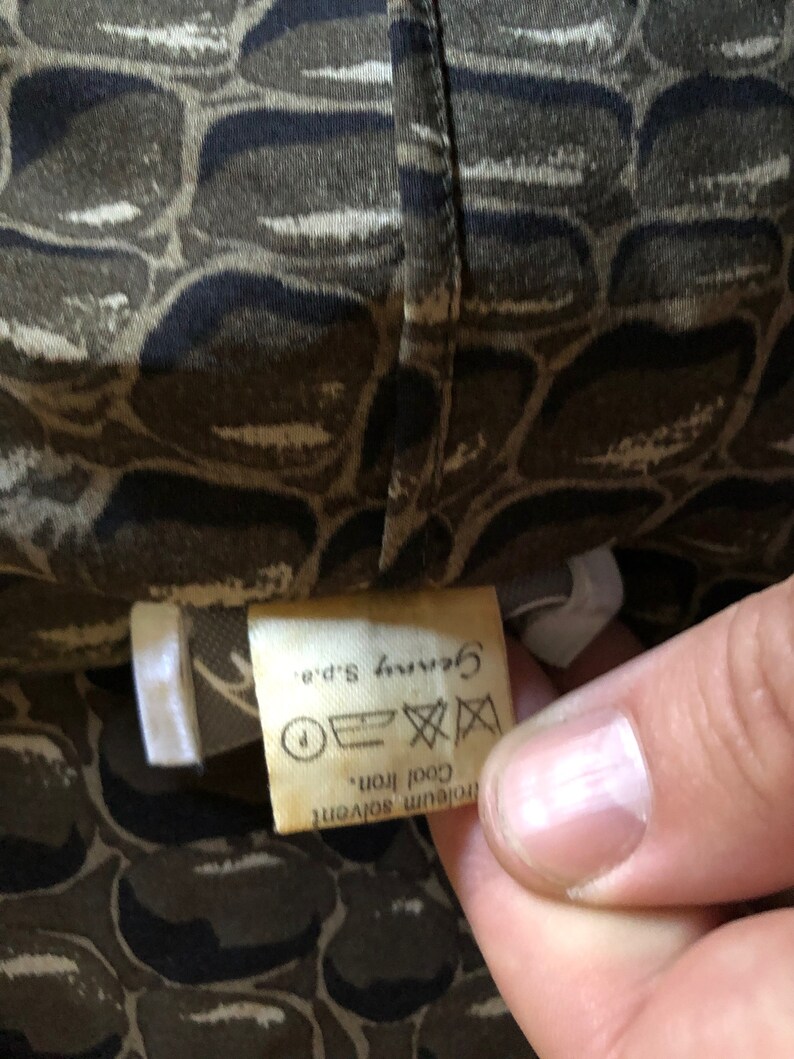 Genny S.p.a.
P
Cool Iron.
solvent